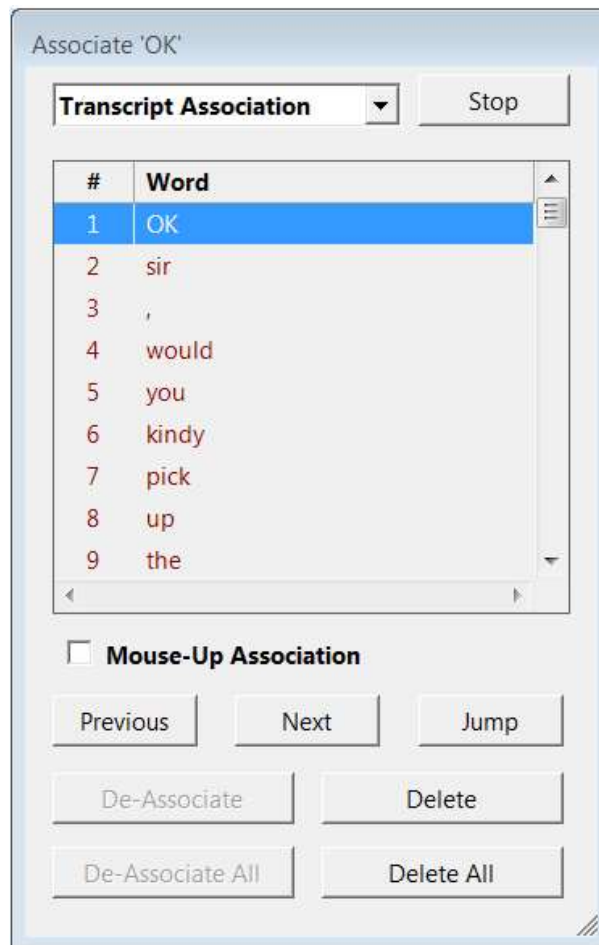 Associate 'OK'
Transcript Association Stop
# Word
1 OK
2 sir
3 ,
4 would
5 you
6 kindy
7 pick
8 up
9 the
Mouse-Up Association
Previous Next Jump
De-Associate Delete
De-Associate All Delete All